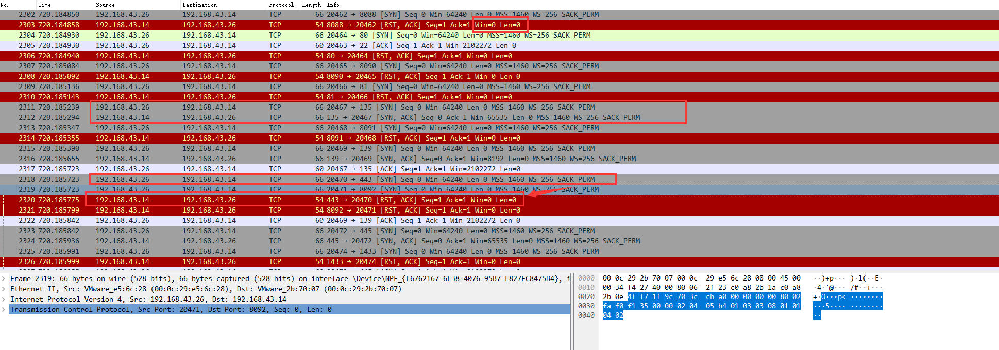 No. Time Source Destination Protocol Length Info
2302 720.184850 192.168.43.26 192.168.43.14 TCP 66 20462 → 8088 [SYN] Seq=0 Win=64240 Len=0 MSS=1460 WS=256 SACK_PERM
2303 720.184858 192.168.43.14 192.168.43.26 TCP 54 8088 → 20462 [RST, ACK] Seq=1 Ack=1 Win=0 Len=0
2304 720.184930 192.168.43.26 192.168.43.14 TCP 66 20464 → 80 [SYN] Seq=0 Win=64240 Len=0 MSS=1460 WS=256 SACK_PERM
2305 720.184930 192.168.43.26 192.168.43.14 TCP 60 20463 → 22 [ACK] Seq=1 Ack=1 Win=2102272 Len=0
2306 720.184940 192.168.43.14 192.168.43.26 TCP 54 80 → 20464 [RST, ACK] Seq=1 Ack=1 Win=0 Len=0
2307 720.185084 192.168.43.26 192.168.43.14 TCP 66 20465 → 8090 [SYN] Seq=0 Win=64240 Len=0 MSS=1460 WS=256 SACK_PERM
2308 720.185092 192.168.43.14 192.168.43.26 TCP 54 8090 → 20465 [RST, ACK] Seq=1 Ack=1 Win=0 Len=0
2309 720.185136 192.168.43.26 192.168.43.14 TCP 66 20466 → 81 [SYN] Seq=0 Win=64240 Len=0 MSS=1460 WS=256 SACK_PERM
2310 720.185143 192.168.43.14 192.168.43.26 TCP 54 81 → 20466 [RST, ACK] Seq=1 Ack=1 Win=0 Len=0
2311 720.185239 192.168.43.26 192.168.43.14 TCP 66 20467 → 135 [SYN] Seq=0 Win=64240 Len=0 MSS=1460 WS=256 SACK_PERM
2312 720.185294 192.168.43.14 192.168.43.26 TCP 66 135 → 20467 [SYN, ACK] Seq=0 Ack=1 Win=65535 Len=0 MSS=1460 WS=256 SACK_PERM
2313 720.185347 192.168.43.26 192.168.43.14 TCP 66 20468 → 8091 [SYN] Seq=0 Win=64240 Len=0 MSS=1460 WS=256 SACK_PERM
2314 720.185355 192.168.43.14 192.168.43.26 TCP 54 8091 → 20468 [RST, ACK] Seq=1 Ack=1 Win=0 Len=0
2315 720.185390 192.168.43.26 192.168.43.14 TCP 66 20469 → 139 [SYN] Seq=0 Win=64240 Len=0 MSS=1460 WS=256 SACK_PERM
2316 720.185655 192.168.43.14 192.168.43.26 TCP 66 139 → 20469 [SYN, ACK] Seq=0 Ack=1 Win=8192 Len=0 MSS=1460 WS=256 SACK_PERM
2317 720.185723 192.168.43.26 192.168.43.14 TCP 60 20467 → 135 [ACK] Seq=1 Ack=1 Win=2102272 Len=0
2318 720.185723 192.168.43.26 192.168.43.14 TCP 66 20470 → 443 [SYN] Seq=0 Win=64240 Len=0 MSS=1460 WS=256 SACK_PERM
2319 720.185723 192.168.43.26 192.168.43.14 TCP 66 20471 → 8092 [SYN] Seq=0 Win=64240 Len=0 MSS=1460 WS=256 SACK_PERM
2320 720.185775 192.168.43.14 192.168.43.26 TCP 54 443 → 20470 [RST, ACK] Seq=1 Ack=1 Win=0 Len=0
2321 720.185799 192.168.43.14 192.168.43.26 TCP 54 8092 → 20471 [RST, ACK] Seq=1 Ack=1 Win=0 Len=0
2322 720.185842 192.168.43.26 192.168.43.14 TCP 60 20469 → 139 [ACK] Seq=1 Ack=1 Win=2102272 Len=0
2323 720.185842 192.168.43.26 192.168.43.14 TCP 66 20472 → 445 [SYN] Seq=0 Win=64240 Len=0 MSS=1460 WS=256 SACK_PERM
2324 720.185936 192.168.43.14 192.168.43.26 TCP 66 445 → 20472 [SYN, ACK] Seq=0 Ack=1 Win=65535 Len=0 MSS=1460 WS=256 SACK_PERM
2325 720.185991 192.168.43.26 192.168.43.14 TCP 66 20474 → 1433 [SYN] Seq=0 Win=64240 Len=0 MSS=1460 WS=256 SACK_PERM
2326 720.185999 192.168.43.14 192.168.43.26 TCP 54 1433 → 20474 [RST, ACK] Seq=1 Ack=1 Win=0 Len=0
Frame 2319: 66 bytes on wire (528 bits), 66 bytes captured (528 bits) on interface \Device\NPF_{E6762167-6E38-4076-95B7-E827FC8475B4}, i
Ethernet II, Src: VMware_e5:6c:28 (00:0c:29:e5:6c:28), Dst: VMware_2b:70:07 (00:0c:29:2b:70:07)
Internet Protocol Version 4, Src: 192.168.43.26, Dst: 192.168.43.14
Transmission Control Protocol, Src Port: 20471, Dst Port: 8092, Seq: 0, Len: 0
0000 00 0c 29 2b 70 07 00 0c 29 e5 6c 28 08 00 45 00 ··)+p··· )·l(··E·
0010 00 34 f4 27 40 00 80 06 2f 23 c0 a8 2b 1a c0 a8 ·4·'@··· /#··+···
0020 2b 0e 4f f7 1f 9c 70 3c cb a0 00 00 00 00 80 02 +·O···p< ········
0030 fa f0 f1 35 00 00 02 04 05 b4 01 03 03 08 01 01 ···5···· ········
0040 04 02 ··